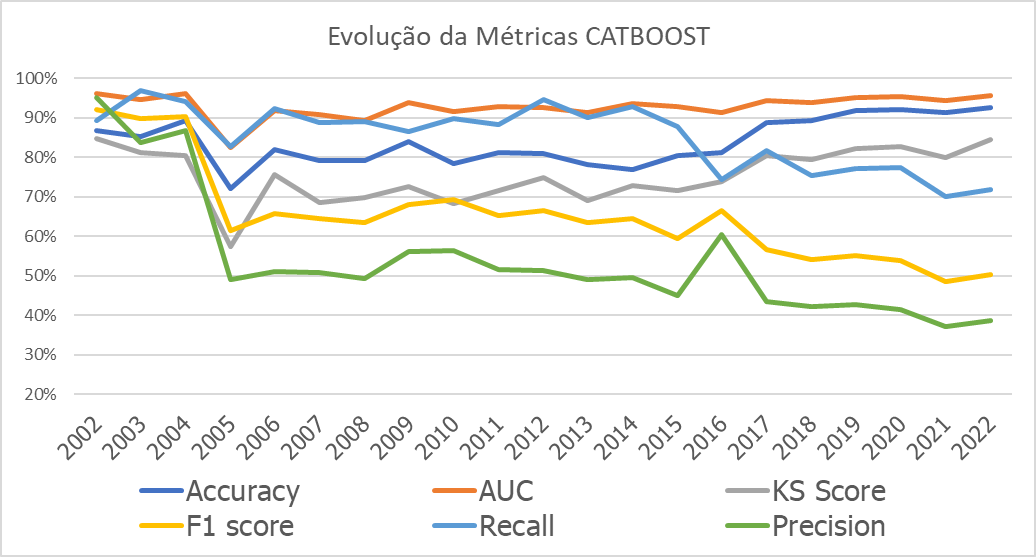 Evolução da Métricas CATBOOST
100%
90%
80%
70%
60%
50%
40%
30%
20%
2002 2003 2004 2005 2006 2007 2008 2009 2010 2011 2012 2013 2014 2015 2016 2017 2018 2019 2020 2021 2022
Accuracy AUC KS Score
F1 score Recall Precision